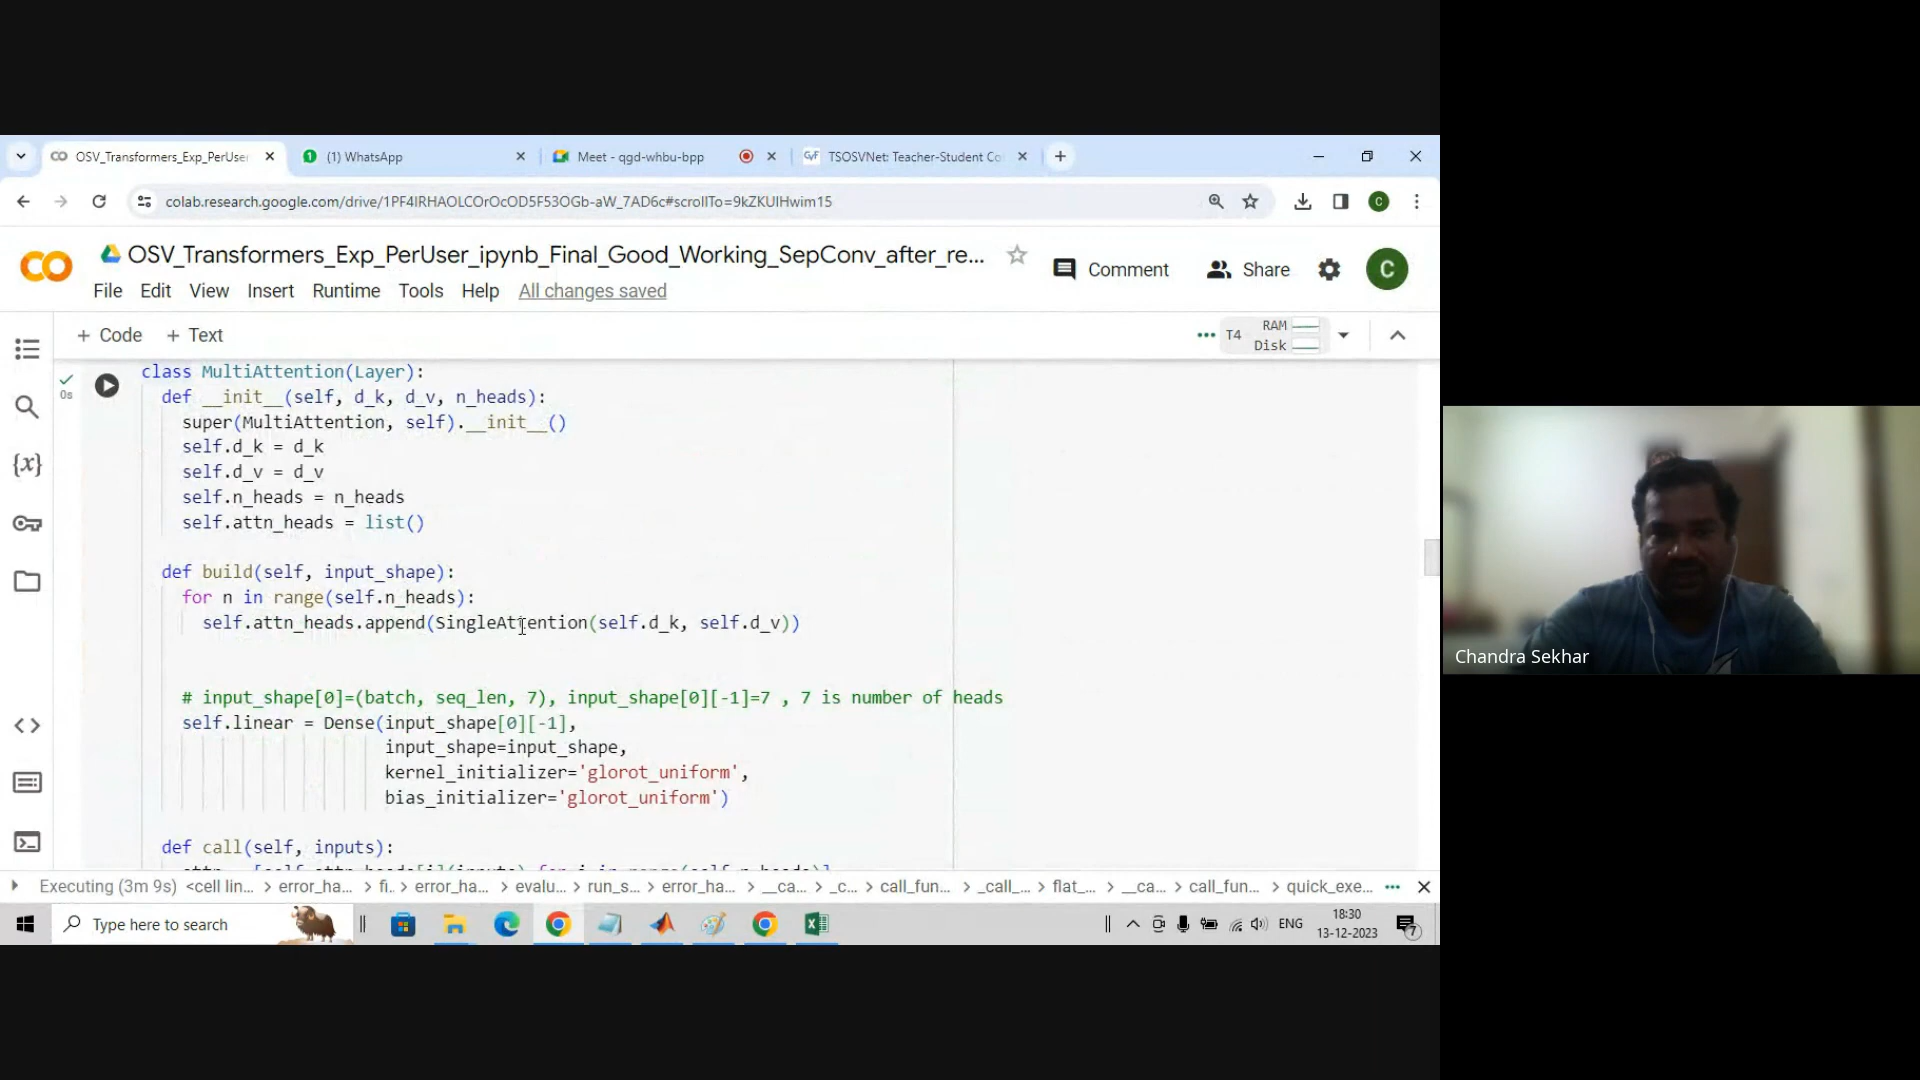 OSV_Transformers_Exp_PerUser
(1) WhatsApp
Meet - qgd-whbu-bpp
TSOSVNet: Teacher-Student Co
colab.research.google.com/drive/1PF4IRHAOLCOrOcOD5F53OGb-aW_7AD6c#scrollTo=9kZKUIHwim15
C
OSV_Transformers_Exp_PerUser_ipynb_Final_Good_Working_SepConv_after_re...
Comment
Share
C
File Edit View Insert Runtime Tools Help All changes saved
+ Code + Text
T4 RAM
Disk
class MultiAttention(Layer):
0s
def __init__(self, d_k, d_v, n_heads):
super(MultiAttention, self).__init__()
self.d_k = d_k
self.d_v = d_v
self.n_heads = n_heads
self.attn_heads = list()
def build(self, input_shape):
for n in range(self.n_heads):
self.attn_heads.append(SingleAttention(self.d_k, self.d_v))
# input_shape[0]=(batch, seq_len, 7), input_shape[0][-1]=7 , 7 is number of heads
self.linear = Dense(input_shape[0][-1],
input_shape=input_shape,
kernel_initializer='glorot_uniform',
bias_initializer='glorot_uniform')
def call(self, inputs):
Executing (3m 9s) <cell lin... > error_ha... > fi.. > error_ha... > evalu... > run_s... > error_ha... > __ca... > _c... > call_fun... > _call_... > flat_... > __ca... > call_fun... > quick_exe...
Type here to search
ENG
18:30
13-12-2023
7
Chandra Sekhar